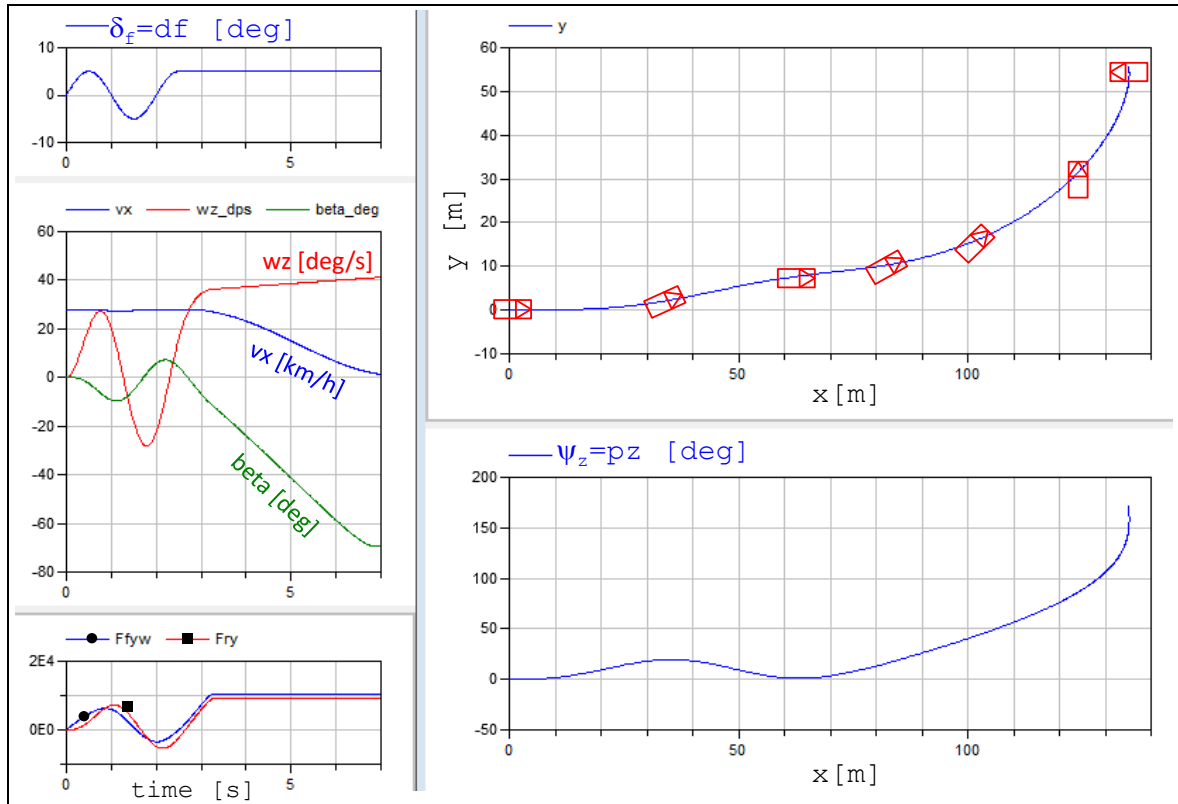 δf=df [deg]
10
0
-10
0 5
vx wz_dps beta_deg
60
40
20
0
-20
-40
-60
-80
wz [deg/s]
vx [km/h]
beta [deg]
0 5
Ffyw Fry
2E4
0E0
0 5
time [s]
y
60
50
40
30
20
10
0
-10
y [m]
0 50 100
x[m]
ψz=pz [deg]
200
150
100
50
0
-50
0 50 100
x[m]